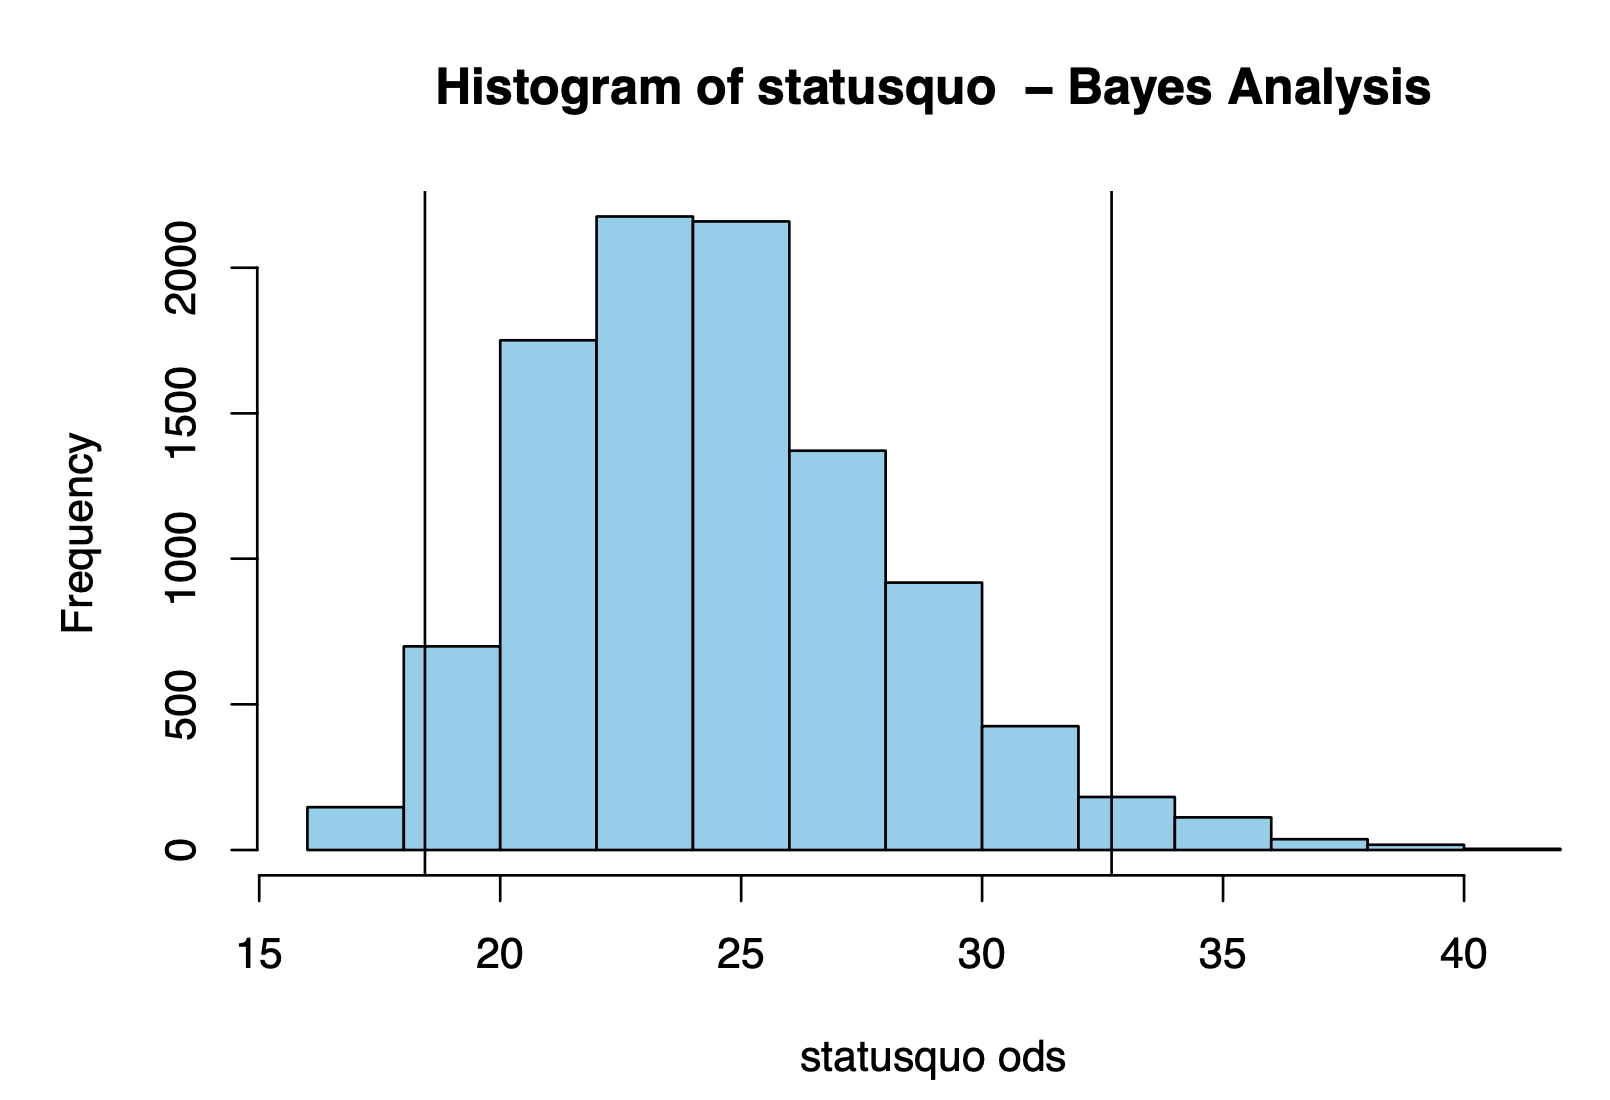 Histogram of statusquo – Bayes Analysis
Frequency
2000
1500
1000
500
0
15 20 25 30 35 40
statusquo ods